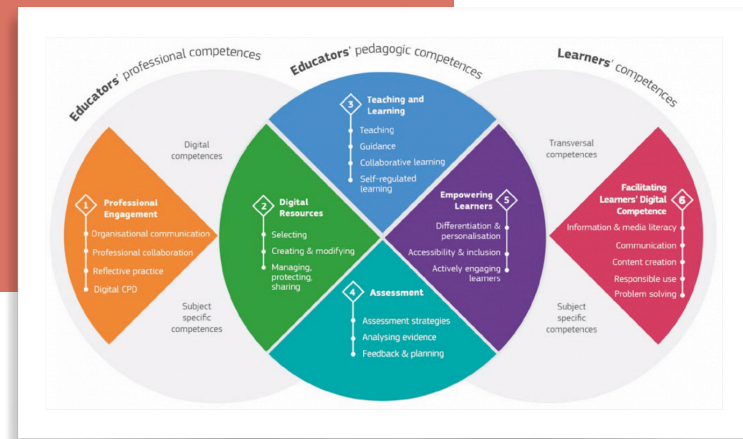 Educators' professional competences
Educators' pedagogic competences
Learners' competences
Digital
competences
Subject
specific
competences
Transversal
competences
Subject
specific
competences
1
Professional
Engagement
Organisational communication
Professional collaboration
Reflective practice
Digital CPD
2
Digital
Resources
Selecting
Creating & modifying
Managing,
protecting,
sharing
3
Teaching and
Learning
Teaching
Guidance
Collaborative learning
Self-regulated
learning
4
Assessment
Assessment strategies
Analysing evidence
Feedback & planning
5
Empowering
Learners
Differentiation &
personalisation
Accessibility & inclusion
Actively engaging
learners
6
Facilitating
Learners' Digital
Competence
Information & media literacy
Communication
Content creation
Responsible use
Problem solving